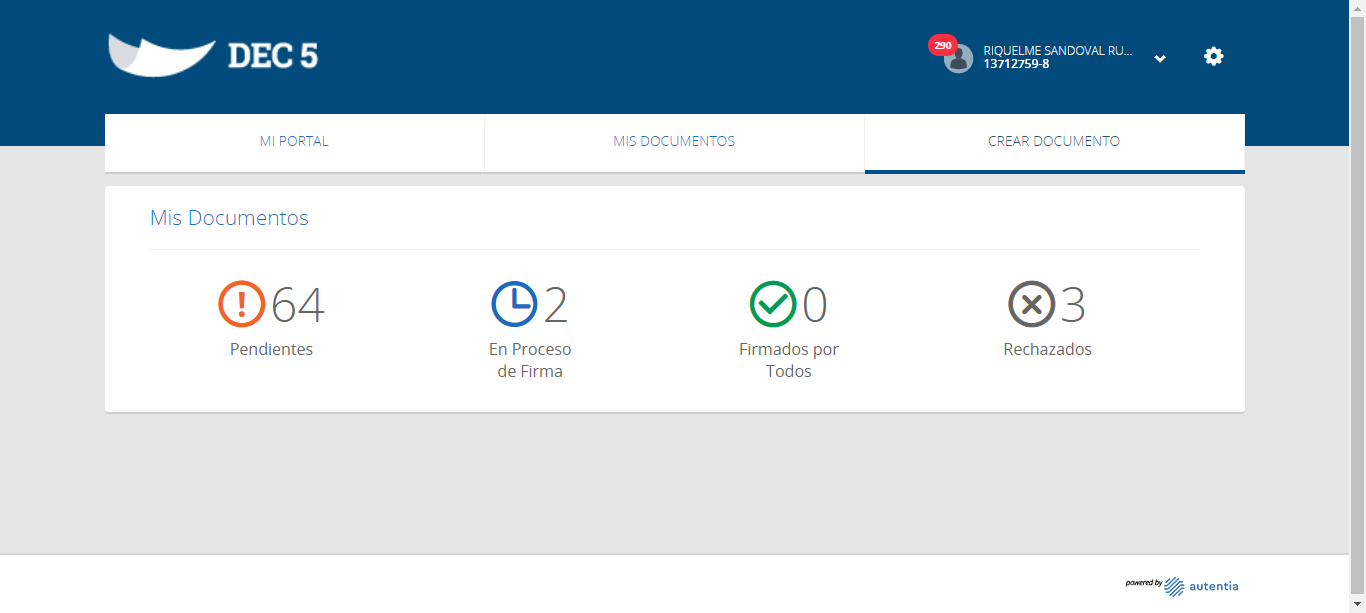 DEC 5
290
RIQUELME SANDOVAL RU...
13712759-8
MI PORTAL
MIS DOCUMENTOS
CREAR DOCUMENTO
Mis Documentos
64
Pendientes
2
En Proceso
de Firma
0
Firmados por
Todos
3
Rechazados
powered by
autentia